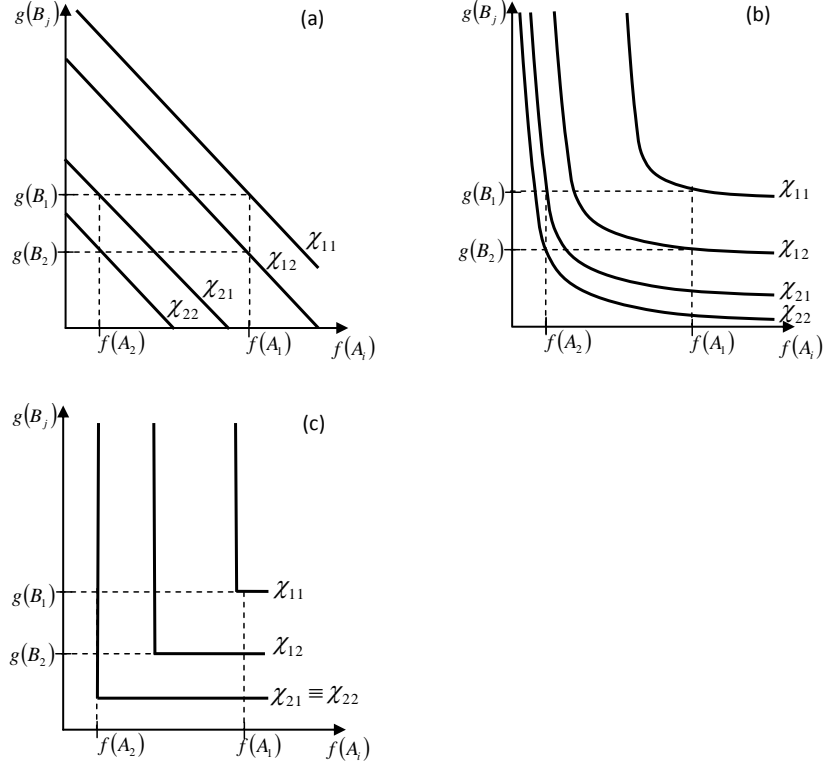 g(B_j)
(a)
g(B_1)
g(B_2)
χ_11
χ_12
χ_21
χ_22
f(A_2)
f(A_1)
f(A_i)
g(B_j)
(b)
g(B_1)
g(B_2)
χ_11
χ_12
χ_21
χ_22
f(A_2)
f(A_1)
f(A_i)
g(B_j)
(c)
g(B_1)
g(B_2)
χ_11
χ_12
χ_21 ≡ χ_22
f(A_2)
f(A_1)
f(A_i)